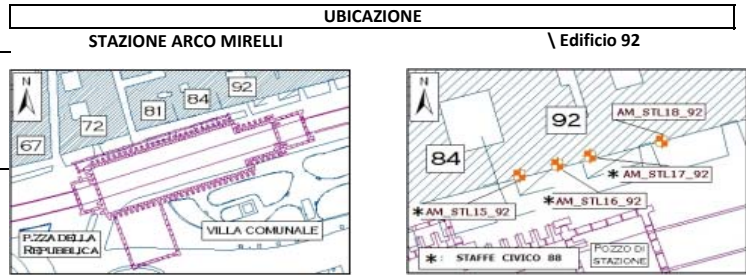 UBICAZIONE
STAZIONE ARCO MIRELLI
\ Edificio 92
N
67
72
81
84
92
P.ZZA DELLA
REPUBBLICA
VILLA COMUNALE
N
84
92
AM_STL18_92
* AM_STL17_92
*AM_STL16_92
*AM_STL15_92
* : STAFFE CIVICO 88
POZZO DI
STAZIONE